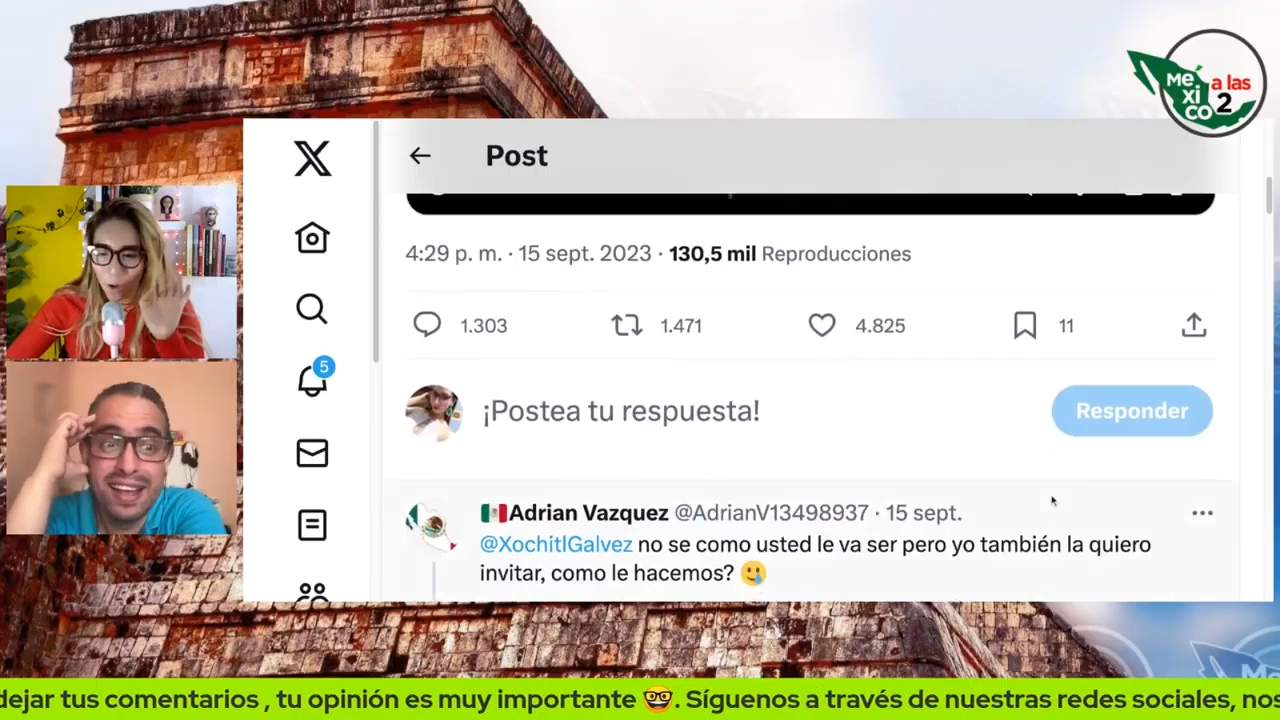 Mé
xi
co
a las
2
Post
4:29 p. m. · 15 sept. 2023 · 130,5 mil Reproducciones
1.303
1.471
4.825
11
5
¡Postea tu respuesta!
Responder
🇲🇽Adrian Vazquez @AdrianV13498937 · 15 sept.
@XochitlGalvez no se como usted le va ser pero yo también la quiero
invitar, como le hacemos? 🥲
dejar tus comentarios , tu opinión es muy importante 🤓. Síguenos a través de nuestras redes sociales, nos